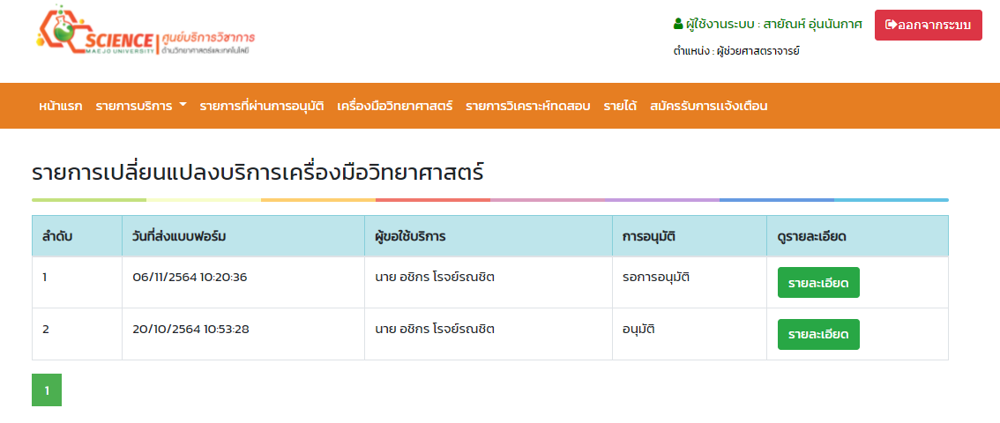 SCIENCE
MAEJO UNIVERSITY
ศูนย์บริการวิชาการ
ด้านวิทยาศาสตร์และเทคโนโลยี
ผู้ใช้งานระบบ : สายัณห์ อุ่นนันกาศ
ออกจากระบบ
ตำแหน่ง : ผู้ช่วยศาสตราจารย์
หน้าแรก รายการบริการ รายการที่ผ่านการอนุมัติ เครื่องมือวิทยาศาสตร์ รายการวิเคราะห์ทดสอบ รายได้ สมัครรับการแจ้งเตือน
รายการเปลี่ยนแปลงบริการเครื่องมือวิทยาศาสตร์
ลำดับ วันที่ส่งแบบฟอร์ม ผู้ขอใช้บริการ การอนุมัติ ดูรายละเอียด
1 06/11/2564 10:20:36 นาย อชิกร โรจย์รณชิต รอการอนุมัติ รายละเอียด
2 20/10/2564 10:53:28 นาย อชิกร โรจย์รณชิต อนุมัติ รายละเอียด
1